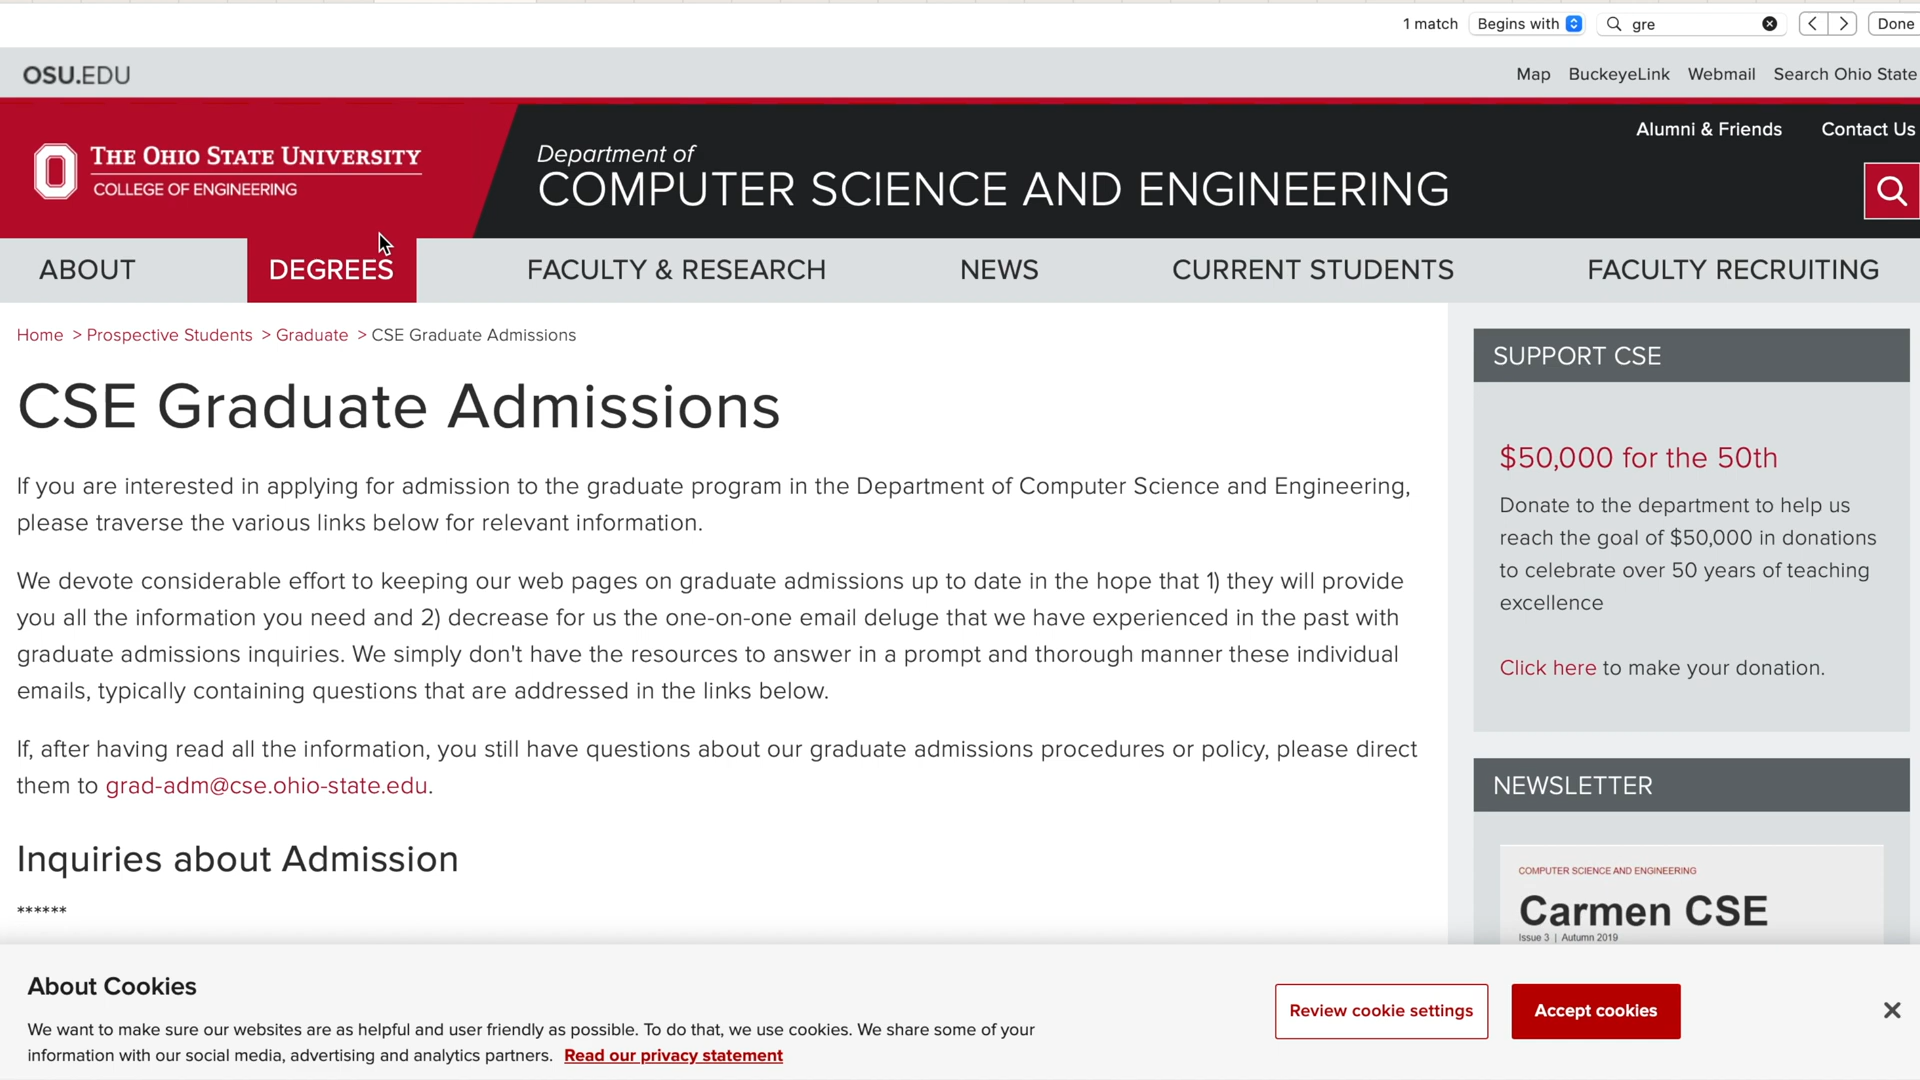 1 match Begins with gre Done
OSU.EDU
Map BuckeyeLink Webmail Search Ohio State
Alumni & Friends Contact Us
THE OHIO STATE UNIVERSITY
COLLEGE OF ENGINEERING
Department of
COMPUTER SCIENCE AND ENGINEERING
ABOUT DEGREES FACULTY & RESEARCH NEWS CURRENT STUDENTS FACULTY RECRUITING
Home > Prospective Students > Graduate > CSE Graduate Admissions
CSE Graduate Admissions
If you are interested in applying for admission to the graduate program in the Department of Computer Science and Engineering,
please traverse the various links below for relevant information.
We devote considerable effort to keeping our web pages on graduate admissions up to date in the hope that 1) they will provide
you all the information you need and 2) decrease for us the one-on-one email deluge that we have experienced in the past with
graduate admissions inquiries. We simply don't have the resources to answer in a prompt and thorough manner these individual
emails, typically containing questions that are addressed in the links below.
If, after having read all the information, you still have questions about our graduate admissions procedures or policy, please direct
them to grad-adm@cse.ohio-state.edu.
Inquiries about Admission
******
SUPPORT CSE
$50,000 for the 50th
Donate to the department to help us
reach the goal of $50,000 in donations
to celebrate over 50 years of teaching
excellence
Click here to make your donation.
NEWSLETTER
COMPUTER SCIENCE AND ENGINEERING
Carmen CSE
Issue 3 | Autumn 2019
About Cookies
We want to make sure our websites are as helpful and user friendly as possible. To do that, we use cookies. We share some of your
information with our social media, advertising and analytics partners. Read our privacy statement
Review cookie settings
Accept cookies